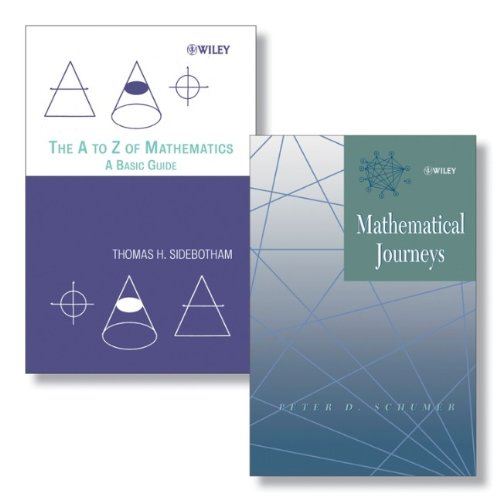 WILEY
THE A TO Z OF MATHEMATICS
A BASIC GUIDE
THOMAS H. SIDEBOTHAM
WILEY
Mathematical
Journeys
PETER D. SCHUMER